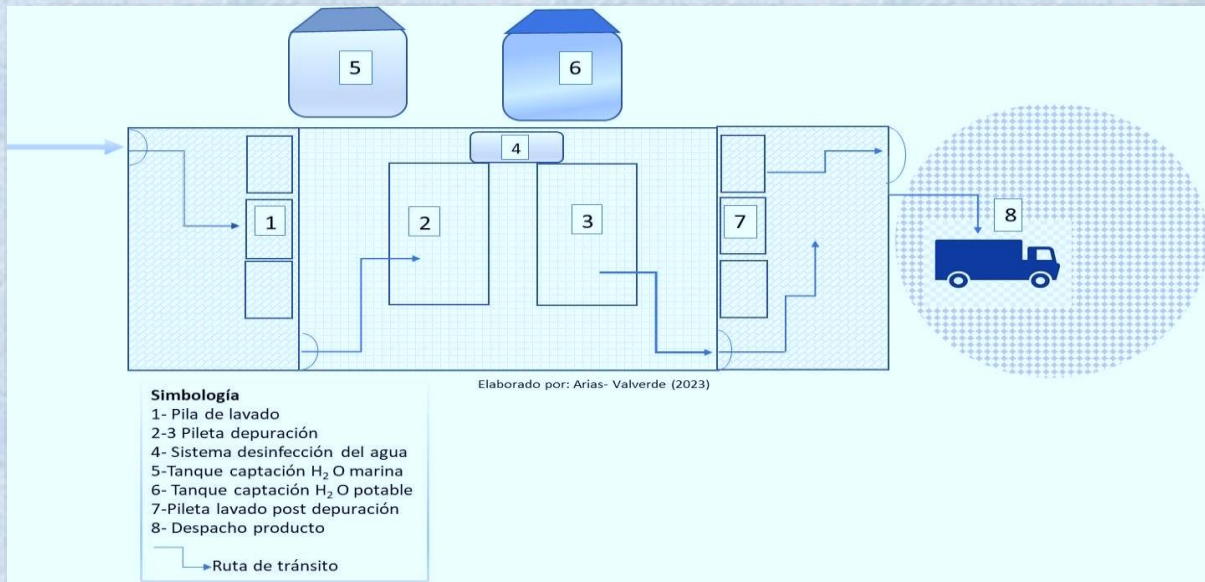 5
6
4
1
2
3
7
8
Elaborado por: Arias- Valverde (2023)
Simbología
1- Pila de lavado
2-3 Pileta depuración
4- Sistema desinfección del agua
5-Tanque captación H₂ O marina
6- Tanque captación H₂ O potable
7-Pileta lavado post depuración
8- Despacho producto
Ruta de tránsito